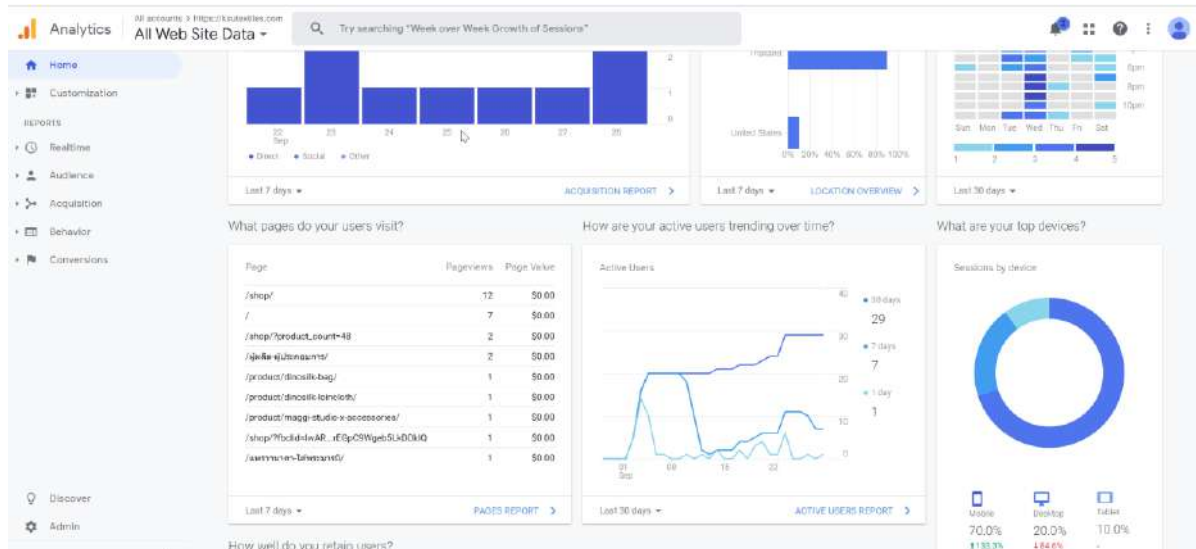 Analytics
All accounts >
All Web Site Data
Try searching "Week over Week Growth of Sessions"
Home
Customization
REPORTS
Realtime
Audience
Acquisition
Behavior
Conversions
Discover
Admin
2
1
0
22 23 24 25 26 27 28
Sep
Direct Social Other
Last 7 days
ACQUISITION REPORT >
Thailand
United States
0% 20% 40% 60% 80% 100%
Last 7 days
LOCATION OVERVIEW >
6pm
8pm
10pm
Sun Mon Tue Wed Thu Fri Sat
1 2 3 4 5
Last 30 days
What pages do your users visit?
Page Pageviews Page Value
/shop/ 12 $0.00
/ 7 $0.00
/shop/?product_count=48 2 $0.00
2 $0.00
/product/dinosilk-bag/ 1 $0.00
/product/dinosilk-loincloth/ 1 $0.00
/product/maggi-studio-x-accessories/ 1 $0.00
1 $0.00
1 $0.00
Last 7 days
PAGES REPORT >
How are your active users trending over time?
Active Users
40
30
20
10
0
01 08 15 22
Sep
30 days
29
7 days
7
1 day
1
Last 30 days
ACTIVE USERS REPORT >
What are your top devices?
Sessions by device
Mobile Desktop Tablet
70.0% 20.0% 10.0%
84.6% -
How well do you retain users?